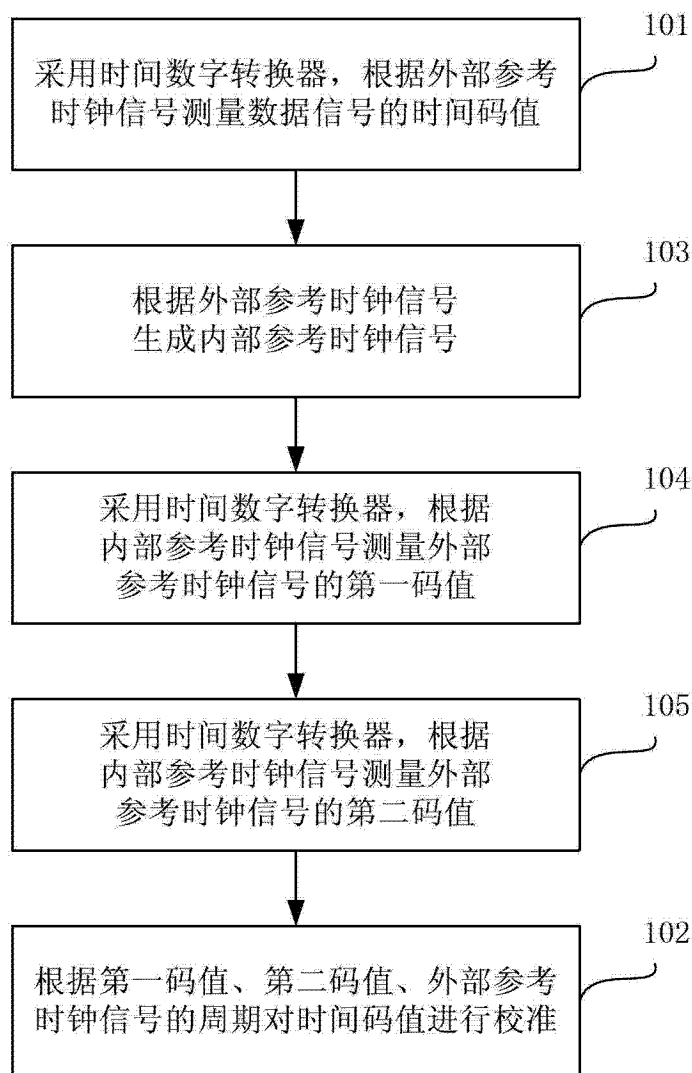 101
采用时间数字转换器，根据外部参考
时钟信号测量数据信号的时间码值
103
根据外部参考时钟信号
生成内部参考时钟信号
104
采用时间数字转换器，根据
内部参考时钟信号测量外部
参考时钟信号的第一码值
105
采用时间数字转换器，根据
内部参考时钟信号测量外部
参考时钟信号的第二码值
102
根据第一码值、第二码值、外部参考
时钟信号的周期对时间码值进行校准